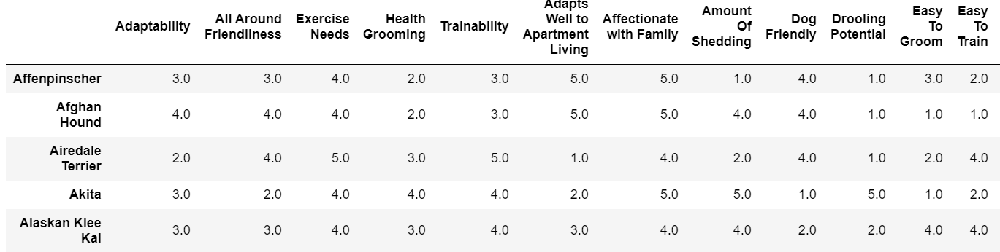 Adaptability All Around Friendliness Exercise Needs Health Grooming Trainability Adapts Well to Apartment Living Affectionate with Family Amount Of Shedding Dog Friendly Drooling Potential Easy To Groom Easy To Train
Affenpinscher 3.0 3.0 4.0 2.0 3.0 5.0 5.0 1.0 4.0 1.0 3.0 2.0
Afghan Hound 4.0 4.0 4.0 2.0 3.0 5.0 5.0 4.0 4.0 1.0 1.0 1.0
Airedale Terrier 2.0 4.0 5.0 3.0 5.0 1.0 4.0 2.0 4.0 1.0 2.0 4.0
Akita 3.0 2.0 4.0 4.0 4.0 2.0 5.0 5.0 1.0 5.0 1.0 2.0
Alaskan Klee Kai 3.0 3.0 4.0 3.0 4.0 3.0 4.0 4.0 2.0 2.0 4.0 4.0